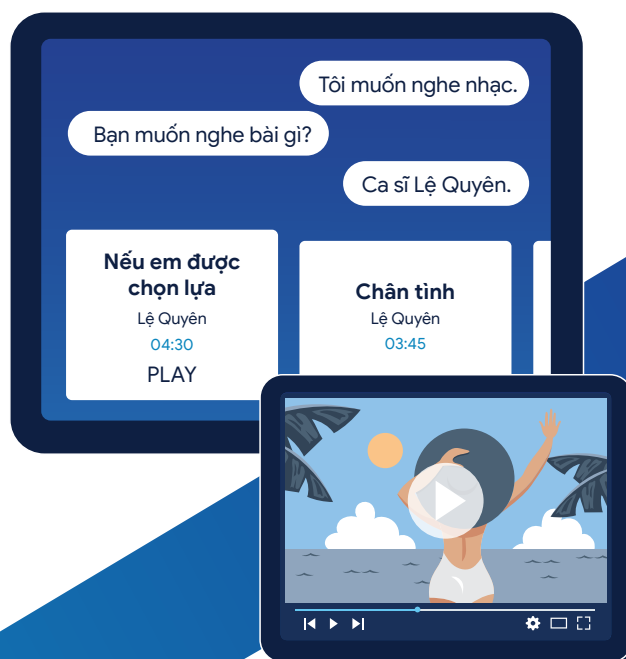 Tôi muốn nghe nhạc.
Bạn muốn nghe bài gì?
Ca sĩ Lệ Quyên.
Nếu em được
chọn lựa
Lệ Quyên
04:30
PLAY
Chân tình
Lệ Quyên
03:45